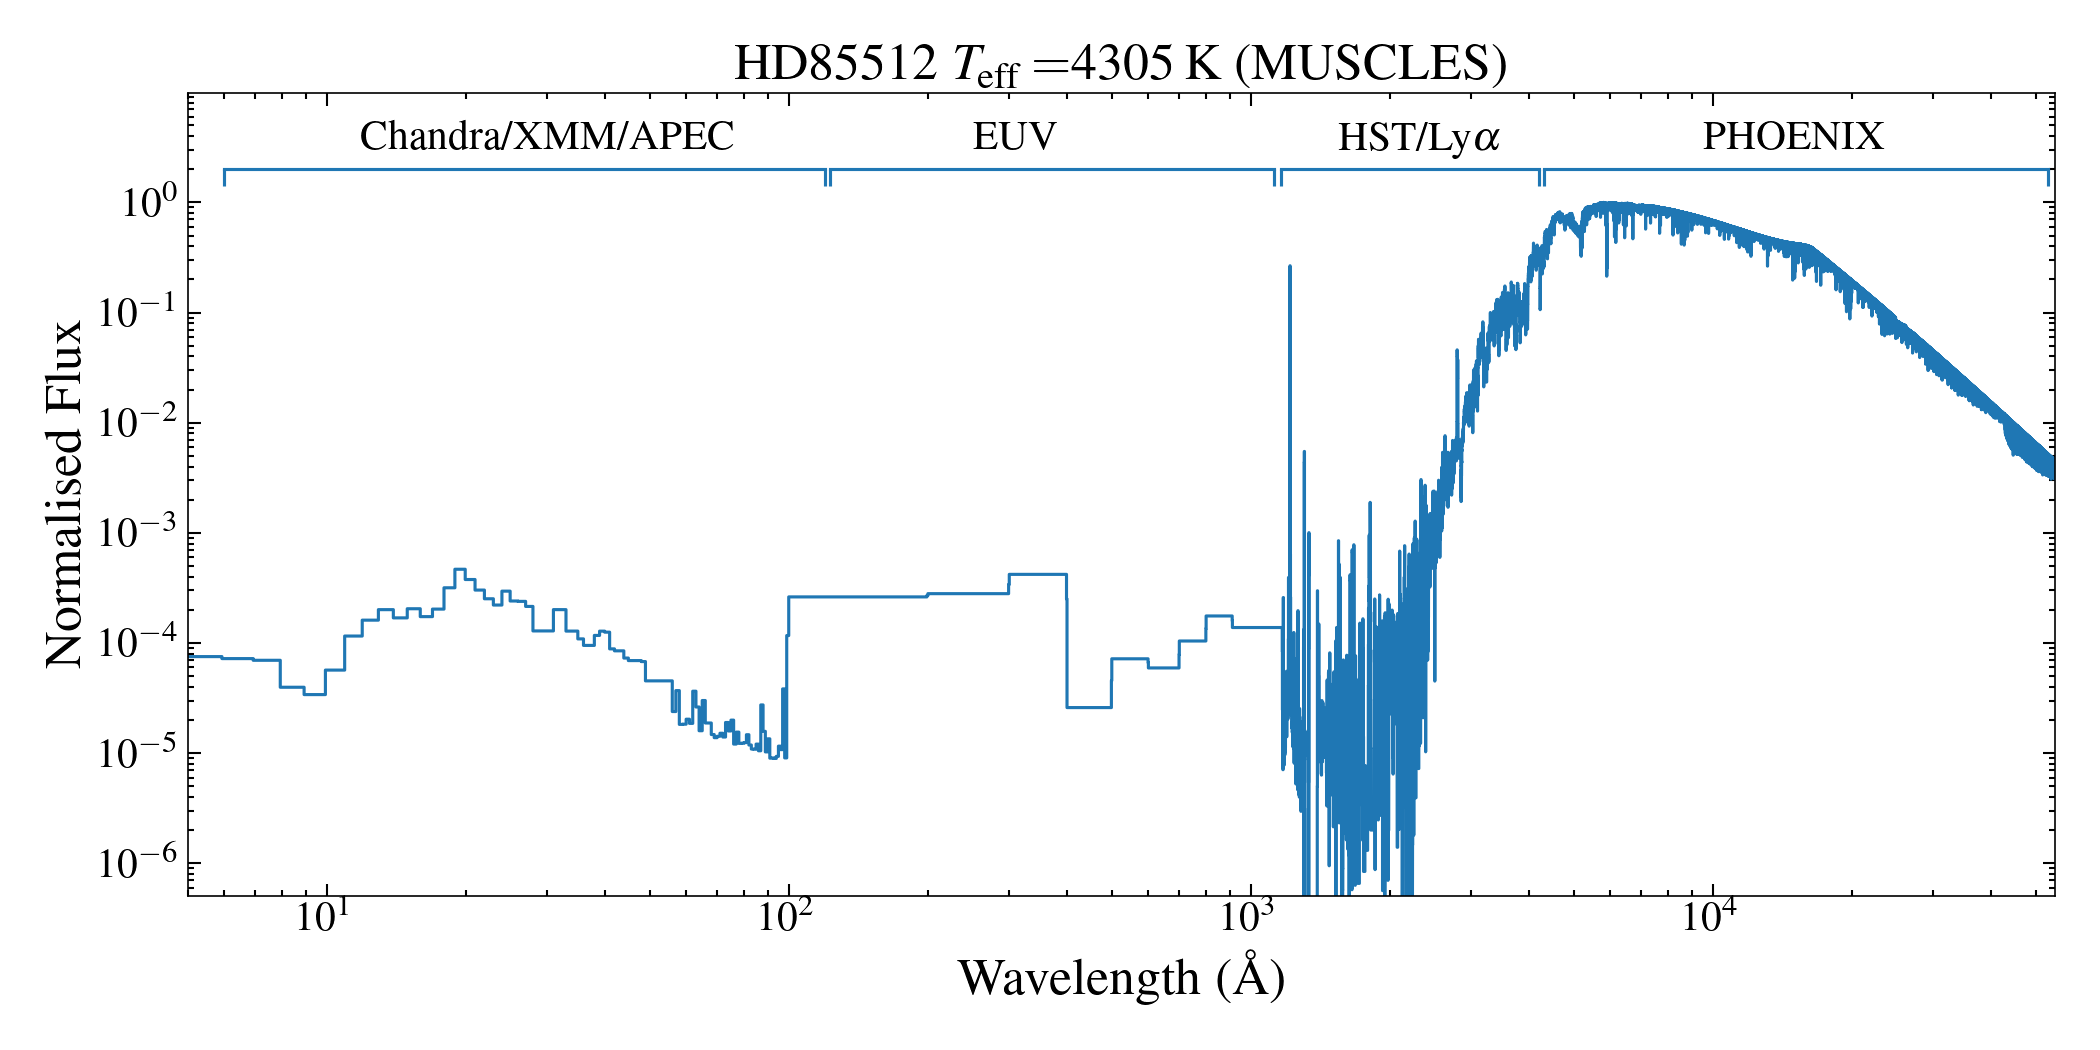 HD85512 T_eff =4305 K (MUSCLES)
Chandra/XMM/APEC EUV HST/Lyα PHOENIX
10^0
10^−1
10^−2
10^−3
10^−4
10^−5
10^−6
Normalised Flux
10^1 10^2 10^3 10^4
Wavelength (Å)